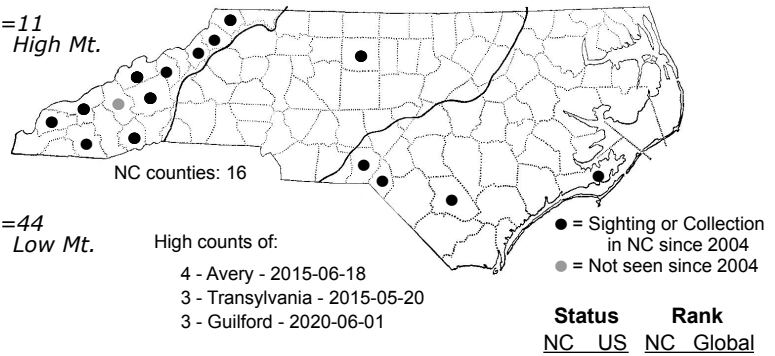 =11
High Mt.
NC counties: 16
=44
Low Mt.
High counts of:
4 - Avery - 2015-06-18
3 - Transylvania - 2015-05-20
3 - Guilford - 2020-06-01
= Sighting or Collection
in NC since 2004
= Not seen since 2004
Status Rank
NC US NC Global